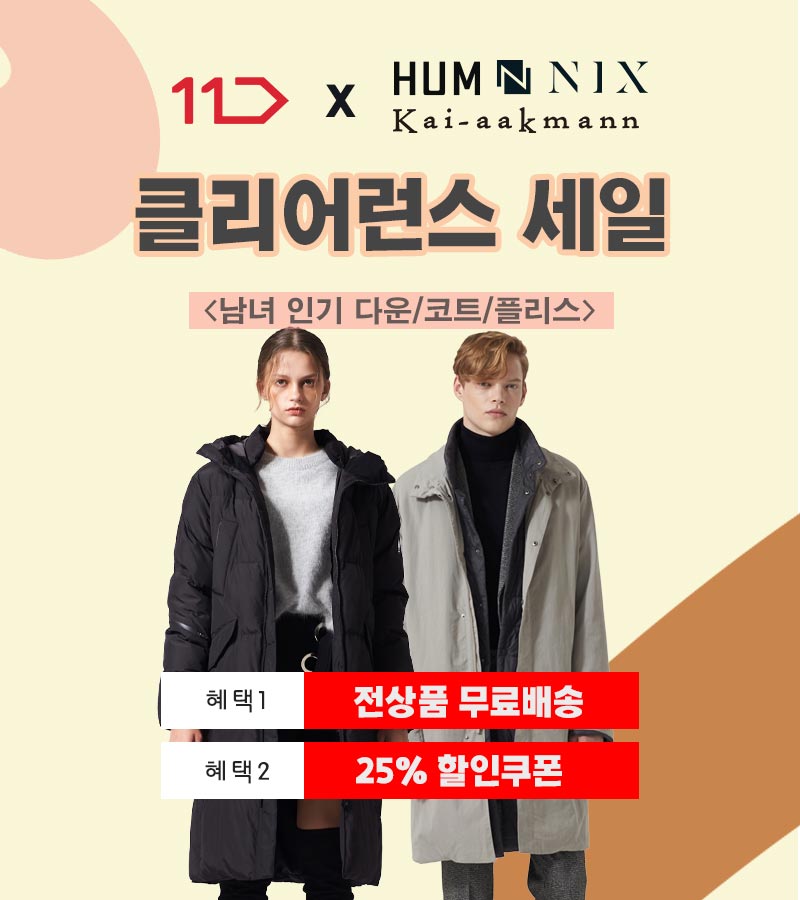 11 X HUM N NIX
Kai-aakmann
클리어런스 세일
<남녀 인기 다운/코트/플리스>
혜택1 전상품 무료배송
혜택2 25% 할인쿠폰